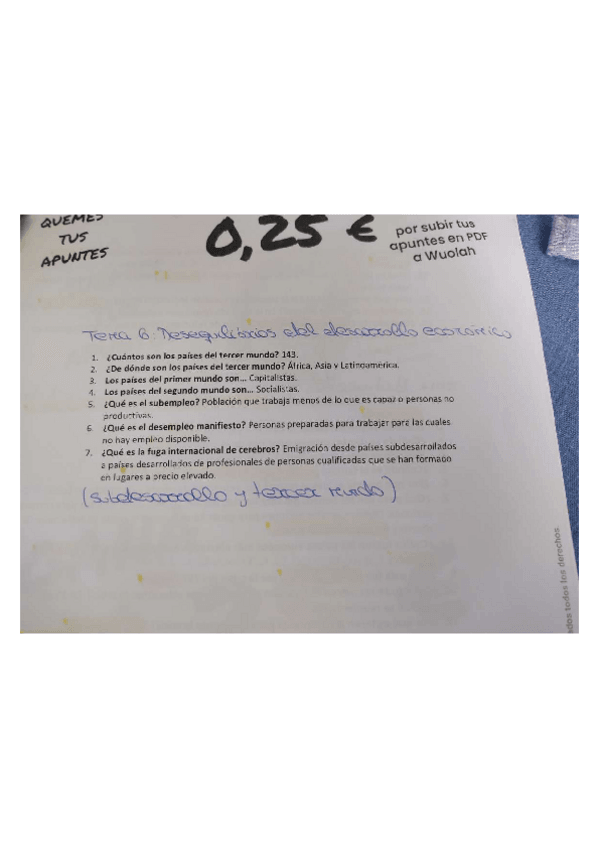 QUEMES
TUS
APUNTES
0,25 €
por subir tus
apuntes en PDF
a Wuolah
Tema 6: Desequilibrios del desarrollo económico
1. ¿Cuántos son los países del tercer mundo? 143.
2. ¿De dónde son los países del tercer mundo? África, Asia y Latinoamérica.
3. Los países del primer mundo son... Capitalistas.
4. Los países del segundo mundo son... Socialistas.
5. ¿Qué es el subempleo? Población que trabaja menos de lo que es capaz o personas no
productivas.
6. ¿Qué es el desempleo manifiesto? Personas preparadas para trabajar para las cuales
no hay empleo disponible.
7. ¿Qué es la fuga internacional de cerebros? Emigración desde países subdesarrollados
a países desarrollados de profesionales de personas cualificadas que se han formado
en lugares a precio elevado.
(subdesarrollo y tercer mundo)
todos los derechos